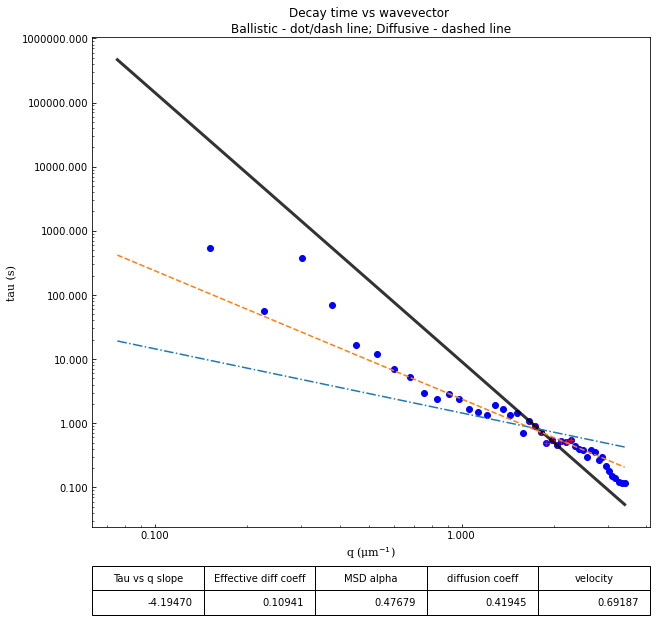 Decay time vs wavevector
Ballistic - dot/dash line; Diffusive - dashed line
1000000.000
100000.000
10000.000
1000.000
100.000
10.000
1.000
0.100
tau (s)
0.100 1.000
q (μm⁻¹)
Tau vs q slope Effective diff coeff MSD alpha diffusion coeff velocity
-4.19470 0.10941 0.47679 0.41945 0.69187